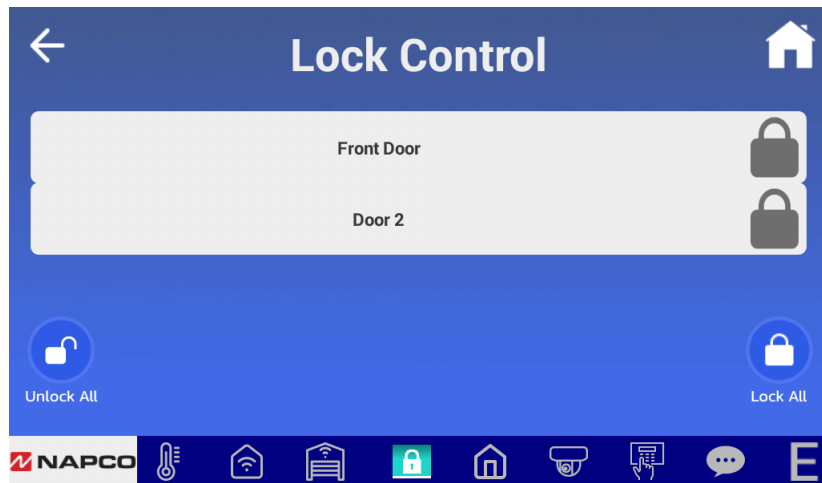 Lock Control
Front Door
Door 2
Unlock All
Lock All
NAPCO
E